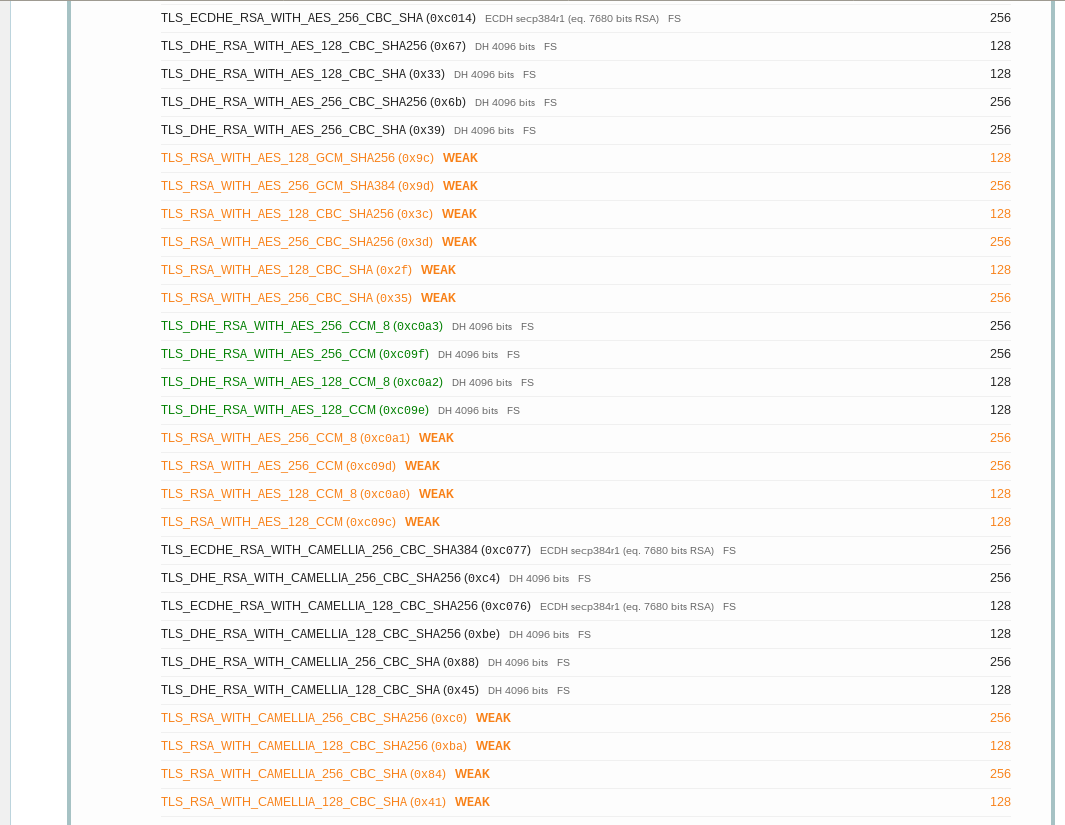 TLS_ECDHE_RSA_WITH_AES_256_CBC_SHA (0xc014) ECDH secp384r1 (eq. 7680 bits RSA) FS 256
TLS_DHE_RSA_WITH_AES_128_CBC_SHA256 (0x67) DH 4096 bits FS 128
TLS_DHE_RSA_WITH_AES_128_CBC_SHA (0x33) DH 4096 bits FS 128
TLS_DHE_RSA_WITH_AES_256_CBC_SHA256 (0x6b) DH 4096 bits FS 256
TLS_DHE_RSA_WITH_AES_256_CBC_SHA (0x39) DH 4096 bits FS 256
TLS_RSA_WITH_AES_128_GCM_SHA256 (0x9c) WEAK 128
TLS_RSA_WITH_AES_256_GCM_SHA384 (0x9d) WEAK 256
TLS_RSA_WITH_AES_128_CBC_SHA256 (0x3c) WEAK 128
TLS_RSA_WITH_AES_256_CBC_SHA256 (0x3d) WEAK 256
TLS_RSA_WITH_AES_128_CBC_SHA (0x2f) WEAK 128
TLS_RSA_WITH_AES_256_CBC_SHA (0x35) WEAK 256
TLS_DHE_RSA_WITH_AES_256_CCM_8 (0xc0a3) DH 4096 bits FS 256
TLS_DHE_RSA_WITH_AES_256_CCM (0xc09f) DH 4096 bits FS 256
TLS_DHE_RSA_WITH_AES_128_CCM_8 (0xc0a2) DH 4096 bits FS 128
TLS_DHE_RSA_WITH_AES_128_CCM (0xc09e) DH 4096 bits FS 128
TLS_RSA_WITH_AES_256_CCM_8 (0xc0a1) WEAK 256
TLS_RSA_WITH_AES_256_CCM (0xc09d) WEAK 256
TLS_RSA_WITH_AES_128_CCM_8 (0xc0a0) WEAK 128
TLS_RSA_WITH_AES_128_CCM (0xc09c) WEAK 128
TLS_ECDHE_RSA_WITH_CAMELLIA_256_CBC_SHA384 (0xc077) ECDH secp384r1 (eq. 7680 bits RSA) FS 256
TLS_DHE_RSA_WITH_CAMELLIA_256_CBC_SHA256 (0xc4) DH 4096 bits FS 256
TLS_ECDHE_RSA_WITH_CAMELLIA_128_CBC_SHA256 (0xc076) ECDH secp384r1 (eq. 7680 bits RSA) FS 128
TLS_DHE_RSA_WITH_CAMELLIA_128_CBC_SHA256 (0xbe) DH 4096 bits FS 128
TLS_DHE_RSA_WITH_CAMELLIA_256_CBC_SHA (0x88) DH 4096 bits FS 256
TLS_DHE_RSA_WITH_CAMELLIA_128_CBC_SHA (0x45) DH 4096 bits FS 128
TLS_RSA_WITH_CAMELLIA_256_CBC_SHA256 (0xc0) WEAK 256
TLS_RSA_WITH_CAMELLIA_128_CBC_SHA256 (0xba) WEAK 128
TLS_RSA_WITH_CAMELLIA_256_CBC_SHA (0x84) WEAK 256
TLS_RSA_WITH_CAMELLIA_128_CBC_SHA (0x41) WEAK 128